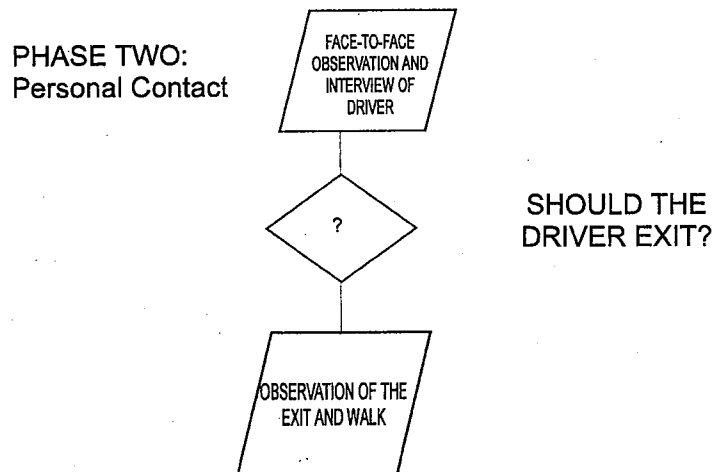 PHASE TWO:
Personal Contact
FACE-TO-FACE
OBSERVATION AND
INTERVIEW OF
DRIVER
?
SHOULD THE
DRIVER EXIT?
OBSERVATION OF THE
EXIT AND WALK